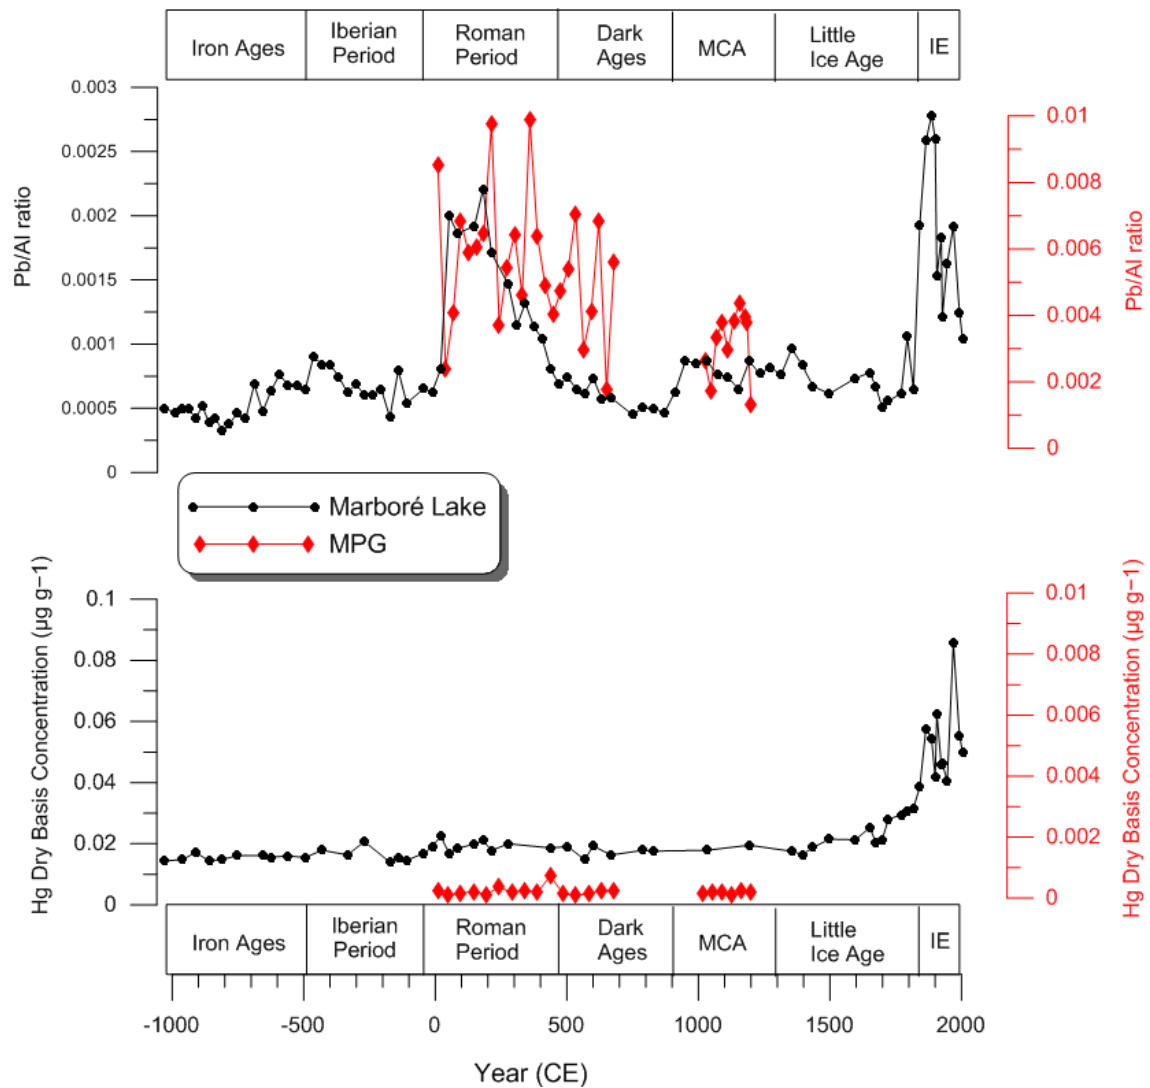 Iron Ages
Iberian
Period
Roman
Period
Dark
Ages
MCA
Little
Ice Age
IE
Pb/Al ratio
0.003
0.0025
0.002
0.0015
0.001
0.0005
0
0.01
0.008
0.006
0.004
0.002
0
Pb/Al ratio
Marboré Lake
MPG
Hg Dry Basis Concentration (µg g−1)
0.1
0.08
0.06
0.04
0.02
0
0.01
0.008
0.006
0.004
0.002
0
Hg Dry Basis Concentration (µg g−1)
Iron Ages
Iberian
Period
Roman
Period
Dark
Ages
MCA
Little
Ice Age
IE
-1000 -500 0 500 1000 1500 2000
Year (CE)